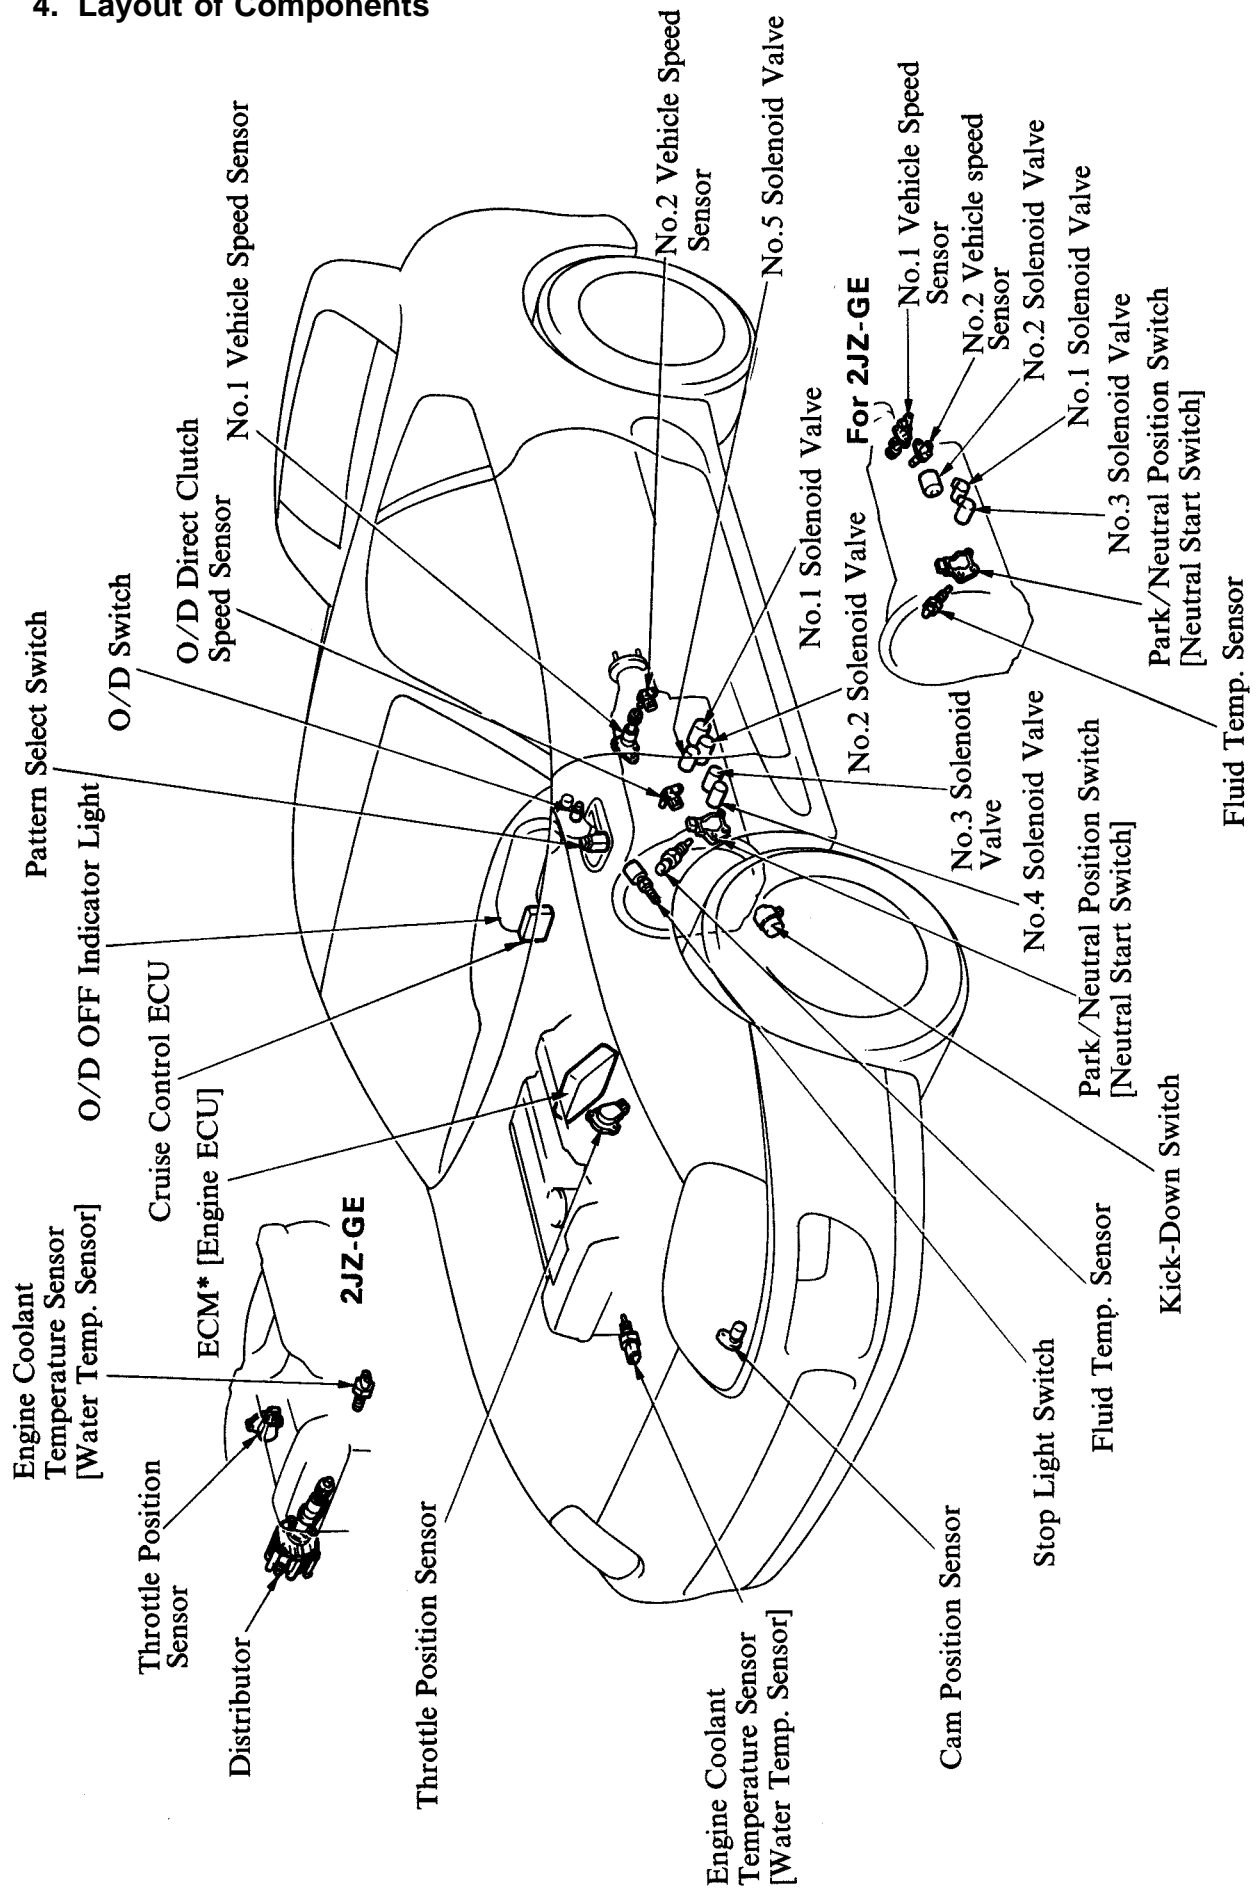 4. Layout of Components
Engine Coolant
Temperature Sensor
[Water Temp. Sensor]
Throttle Position
Sensor
Distributor
2JZ-GE
Pattern Select Switch
O/D OFF Indicator Light
O/D Switch
Cruise Control ECU
ECM* [Engine ECU]
O/D Direct Clutch
Speed Sensor
No.1 Vehicle Speed Sensor
Throttle Position Sensor
No.2 Vehicle Speed
Sensor
No.5 Solenoid Valve
No.1 Solenoid Valve
No.2 Solenoid Valve
No.3 Solenoid
Valve
No.4 Solenoid Valve
Park/Neutral Position Switch
[Neutral Start Switch]
Kick-Down Switch
Fluid Temp. Sensor
Stop Light Switch
Cam Position Sensor
Engine Coolant
Temperature Sensor
[Water Temp. Sensor]
For 2JZ-GE
No.1 Vehicle Speed
Sensor
No.2 Vehicle speed
Sensor
No.2 Solenoid Valve
No.1 Solenoid Valve
No.3 Solenoid Valve
Park/Neutral Position Switch
[Neutral Start Switch]
Fluid Temp. Sensor